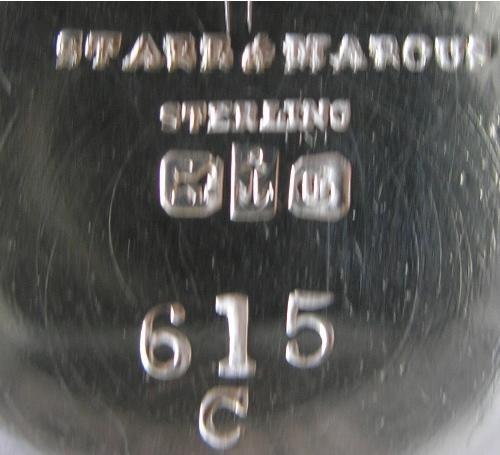 STARR & MARCUS
STERLING
615
C